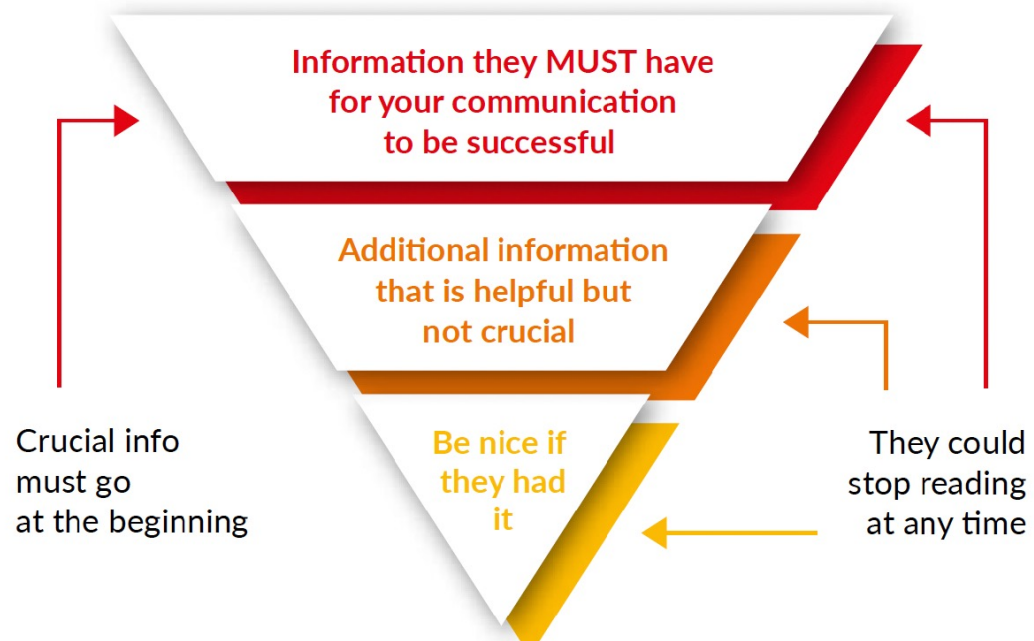 Information they MUST have
for your communication
to be successful
Additional information
that is helpful but
not crucial
Be nice if
they had
it
Crucial info
must go
at the beginning
They could
stop reading
at any time